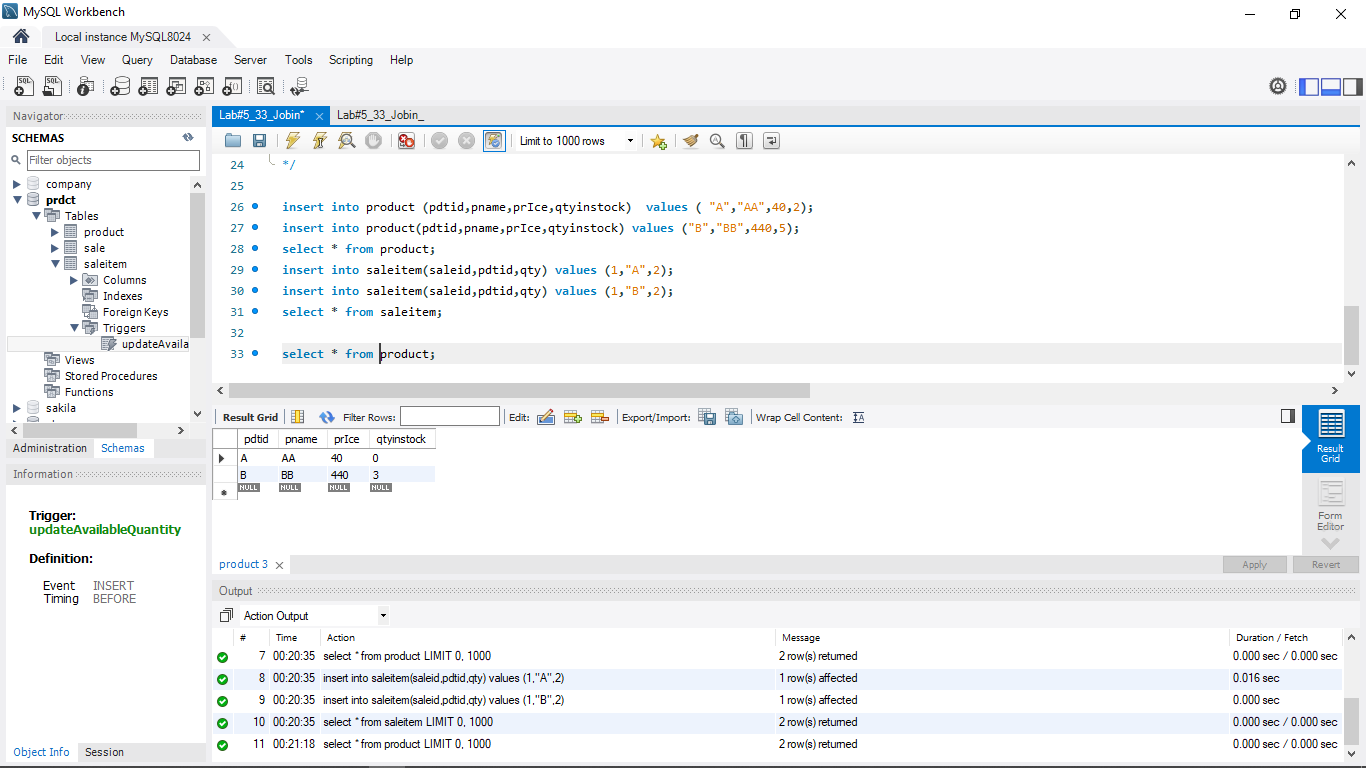 MySQL Workbench
Local instance MySQL8024
File Edit View Query Database Server Tools Scripting Help
Navigator
SCHEMAS
Filter objects
company
prdct
Tables
product
sale
saleitem
Columns
Indexes
Foreign Keys
Triggers
updateAvaila
Views
Stored Procedures
Functions
sakila
Administration Schemas
Information
Trigger:
updateAvailableQuantity
Definition:
Event INSERT
Timing BEFORE
Object Info Session
Lab#5_33_Jobin* Lab#5_33_Jobin_
Limit to 1000 rows
24 */
25
26 insert into product (pdtid,pname,prIce,qtyinstock)  values ( "A","AA",40,2);
27 insert into product(pdtid,pname,prIce,qtyinstock) values ("B","BB",440,5);
28 select * from product;
29 insert into saleitem(saleid,pdtid,qty) values (1,"A",2);
30 insert into saleitem(saleid,pdtid,qty) values (1,"B",2);
31 select * from saleitem;
32
33 select * from product;
Result Grid Filter Rows: Edit: Export/Import: Wrap Cell Content:
pdtid pname prIce qtyinstock
A AA 40 0
B BB 440 3
NULL NULL NULL NULL
Result
Grid
Form
Editor
product 3
Apply Revert
Output
Action Output
# Time Action Message Duration / Fetch
7 00:20:35 select * from product LIMIT 0, 1000 2 row(s) returned 0.000 sec / 0.000 sec
8 00:20:35 insert into saleitem(saleid,pdtid,qty) values (1,"A",2) 1 row(s) affected 0.016 sec
9 00:20:35 insert into saleitem(saleid,pdtid,qty) values (1,"B",2) 1 row(s) affected 0.000 sec
10 00:20:35 select * from saleitem LIMIT 0, 1000 2 row(s) returned 0.000 sec / 0.000 sec
11 00:21:18 select * from product LIMIT 0, 1000 2 row(s) returned 0.000 sec / 0.000 sec